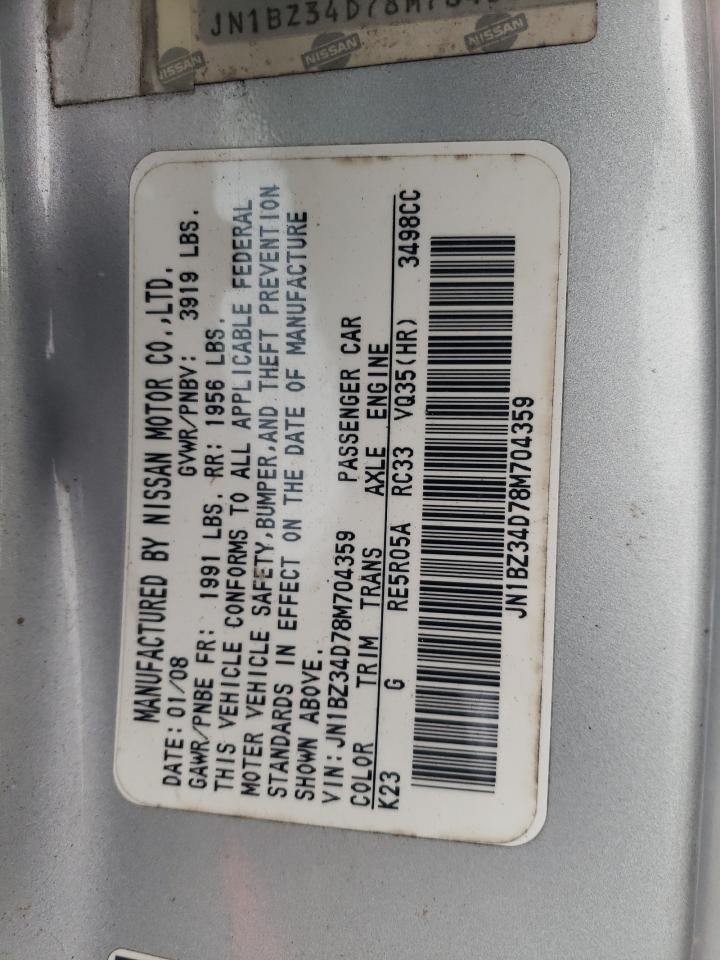 JN1BZ34D78M704
NISSAN NISSAN NISSAN
MANUFACTURED BY NISSAN MOTOR CO.,LTD.
DATE: 01/08 GVWR/PNBV: 3919 LBS.
GAWR/PNBE FR: 1991 LBS. RR: 1956 LBS.
THIS VEHICLE CONFORMS TO ALL APPLICABLE FEDERAL
MOTER VEHICLE SAFETY,BUMPER,AND THEFT PREVENTION
STANDARDS IN EFFECT ON THE DATE OF MANUFACTURE
SHOWN ABOVE.
VIN:JN1BZ34D78M704359 PASSENGER CAR
COLOR TRIM TRANS AXLE ENGINE
K23 G RE5R05A RC33 VQ35(HR) 3498CC
JN1BZ34D78M704359